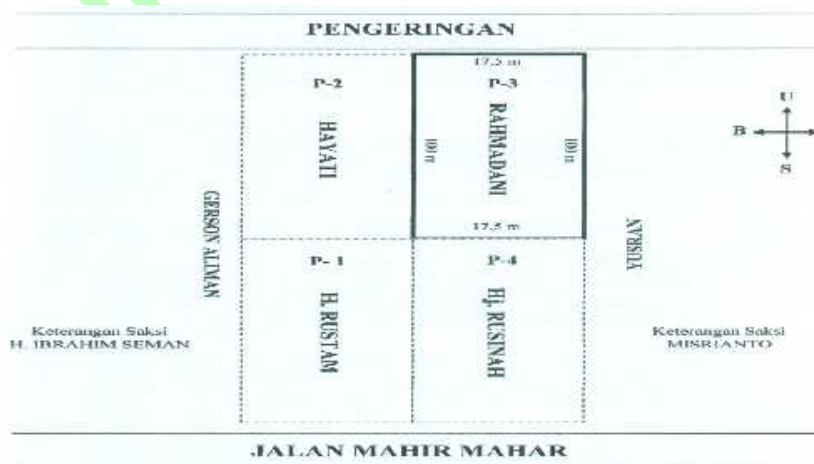 PENGERINGAN
17.5 m
P-2
P-3
HAYATI
RAHMADANI
100 m
100 m
U
B
S
17.5 m
GERSON ALIMAN
YUSRAN
P- 1
P-4
H. RUSTAM
Hj. RUSINAH
Keterangan Saksi
H. IBRAHIM SEMAN
Keterangan Saksi
MISRIANTO
JALAN MAHIR MAHAR